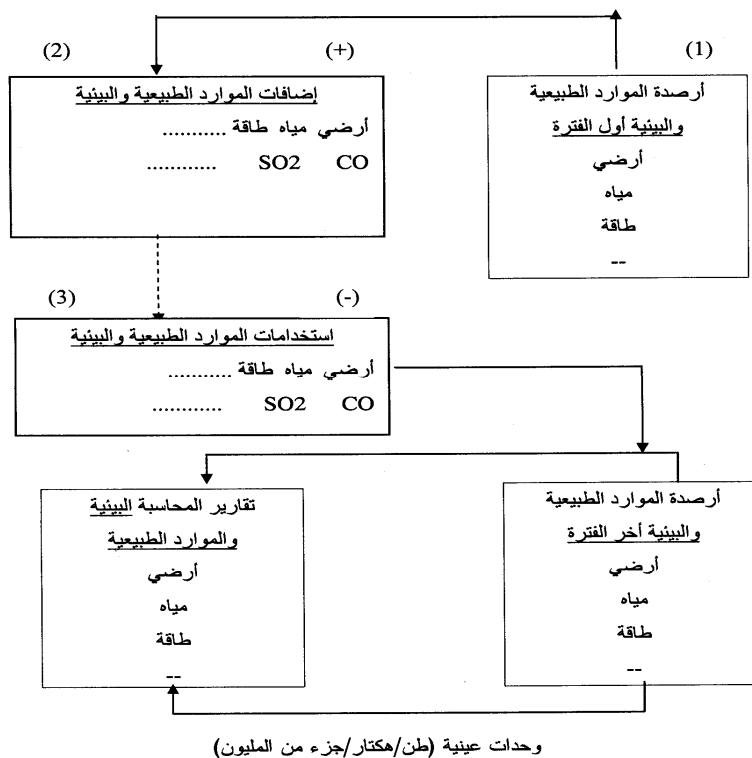 (1)
أرصدة الموارد الطبيعية
والبيئية أول الفترة
أرضي
مياه
طاقة
--
(2) (+)
إضافات الموارد الطبيعية والبيئية
أرضي مياه طاقة ...........
CO SO2 ............
(3) (-)
استخدامات الموارد الطبيعية والبيئية
أرضي مياه طاقة ...........
CO SO2 ............
أرصدة الموارد الطبيعية
والبيئية أخر الفترة
أرضي
مياه
طاقة
--
تقارير المحاسبة البيئية
والموارد الطبيعية
أرضي
مياه
طاقة
--
وحدات عينية (طن/هكتار/جزء من المليون)